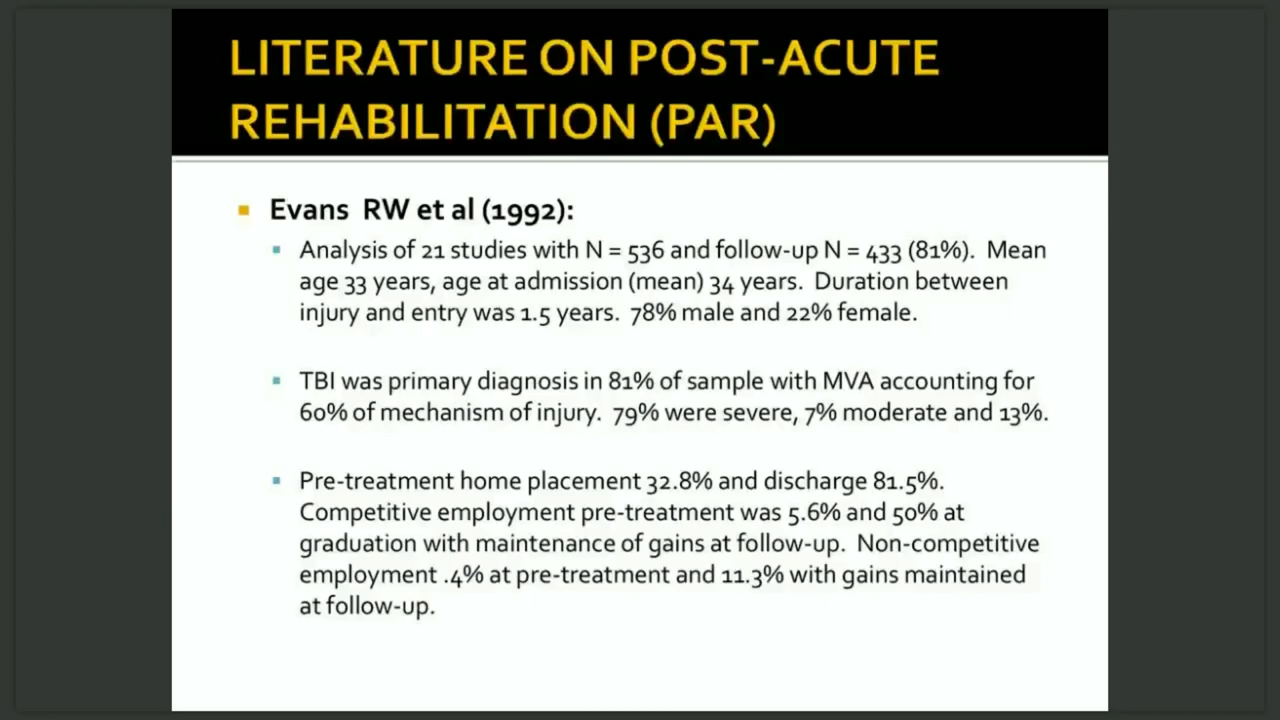 LITERATURE ON POST-ACUTE
REHABILITATION (PAR)
Evans RW et al (1992):
Analysis of 21 studies with N = 536 and follow-up N = 433 (81%). Mean
age 33 years, age at admission (mean) 34 years. Duration between
injury and entry was 1.5 years. 78% male and 22% female.
TBI was primary diagnosis in 81% of sample with MVA accounting for
60% of mechanism of injury. 79% were severe, 7% moderate and 13%.
Pre-treatment home placement 32.8% and discharge 81.5%.
Competitive employment pre-treatment was 5.6% and 50% at
graduation with maintenance of gains at follow-up. Non-competitive
employment .4% at pre-treatment and 11.3% with gains maintained
at follow-up.